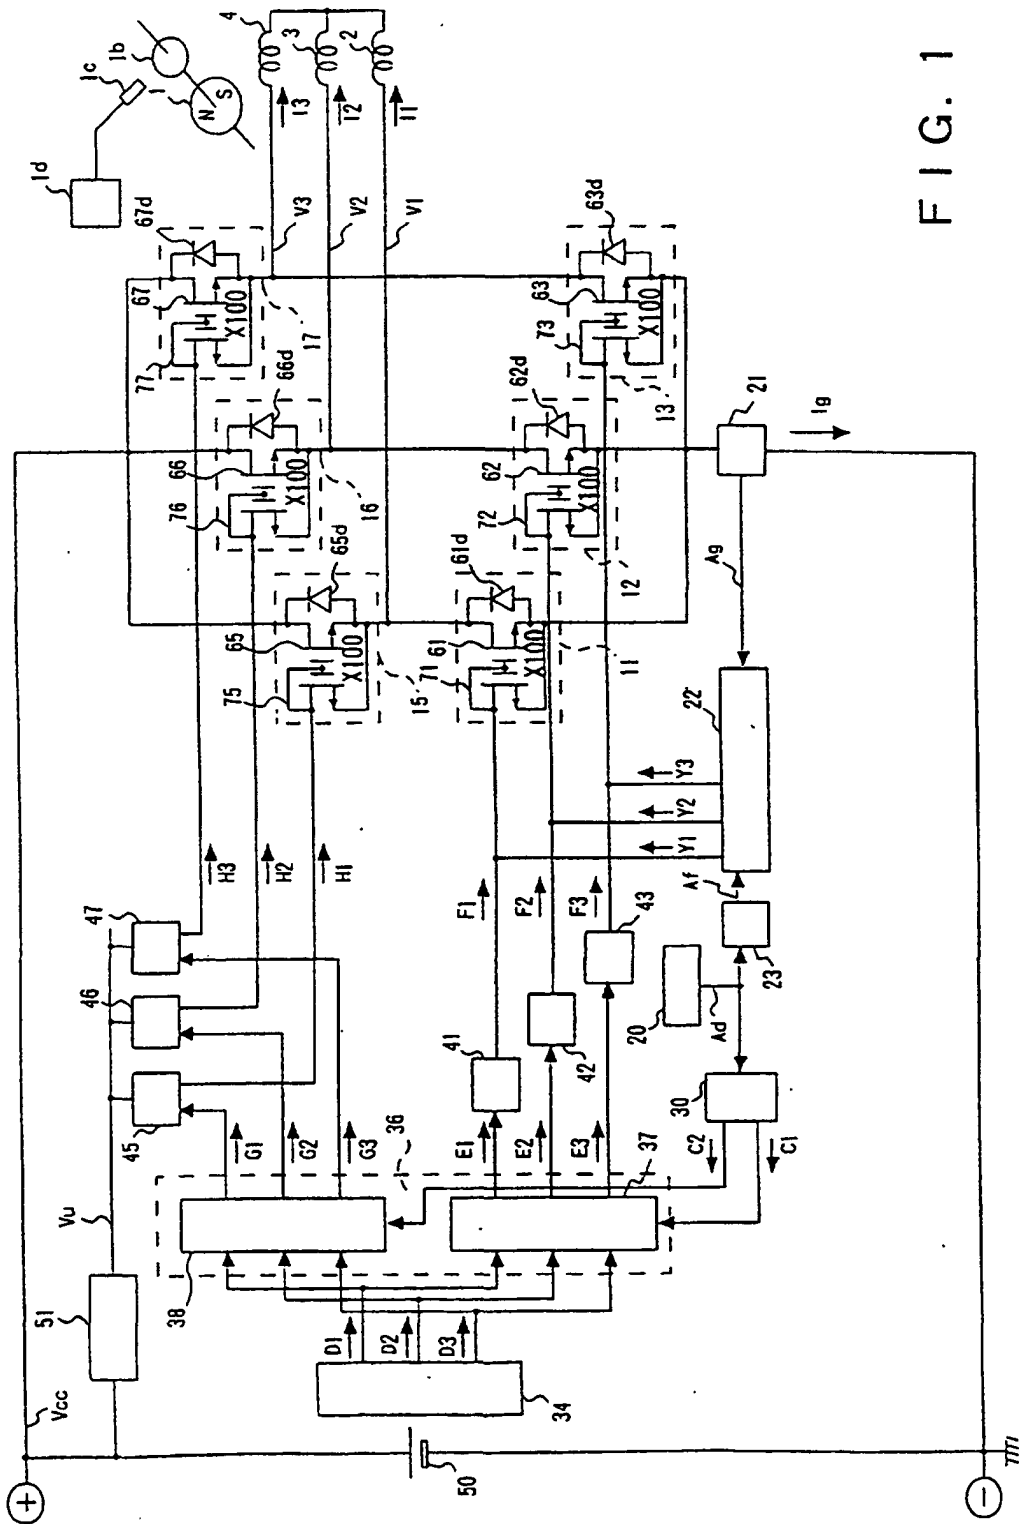 FIG. 1
4
3
2
1b
1c
1
N
S
1d
I3
I2
I1
V3
V2
V1
67d
67
77
X100
17
66d
66
76
X100
16
65d
65
75
X100
15
63d
63
73
X100
13
62d
62
72
X100
12
61d
61
71
X100
11
21
Ig
Ag
22
Y3
Y2
Y1
Af
23
20
Ad
30
C2
C1
H3
H2
H1
47
46
45
F1
F2
F3
43
42
41
G1
G2
G3
36
E1
E2
E3
37
38
Vu
51
D1
D2
D3
34
Vcc
50
+
−